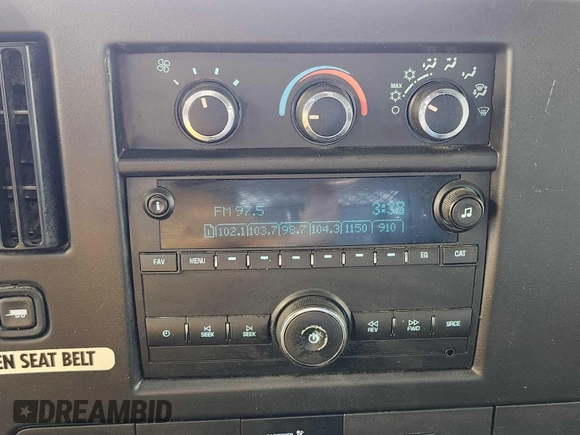 MAX
FM 97.5 3:38
1 102.1 103.7 98.7 104.3 1150 910
FAV MENU EQ CAT
SEEK SEEK REV FWD SRCE
EN SEAT BELT
DREAMBID